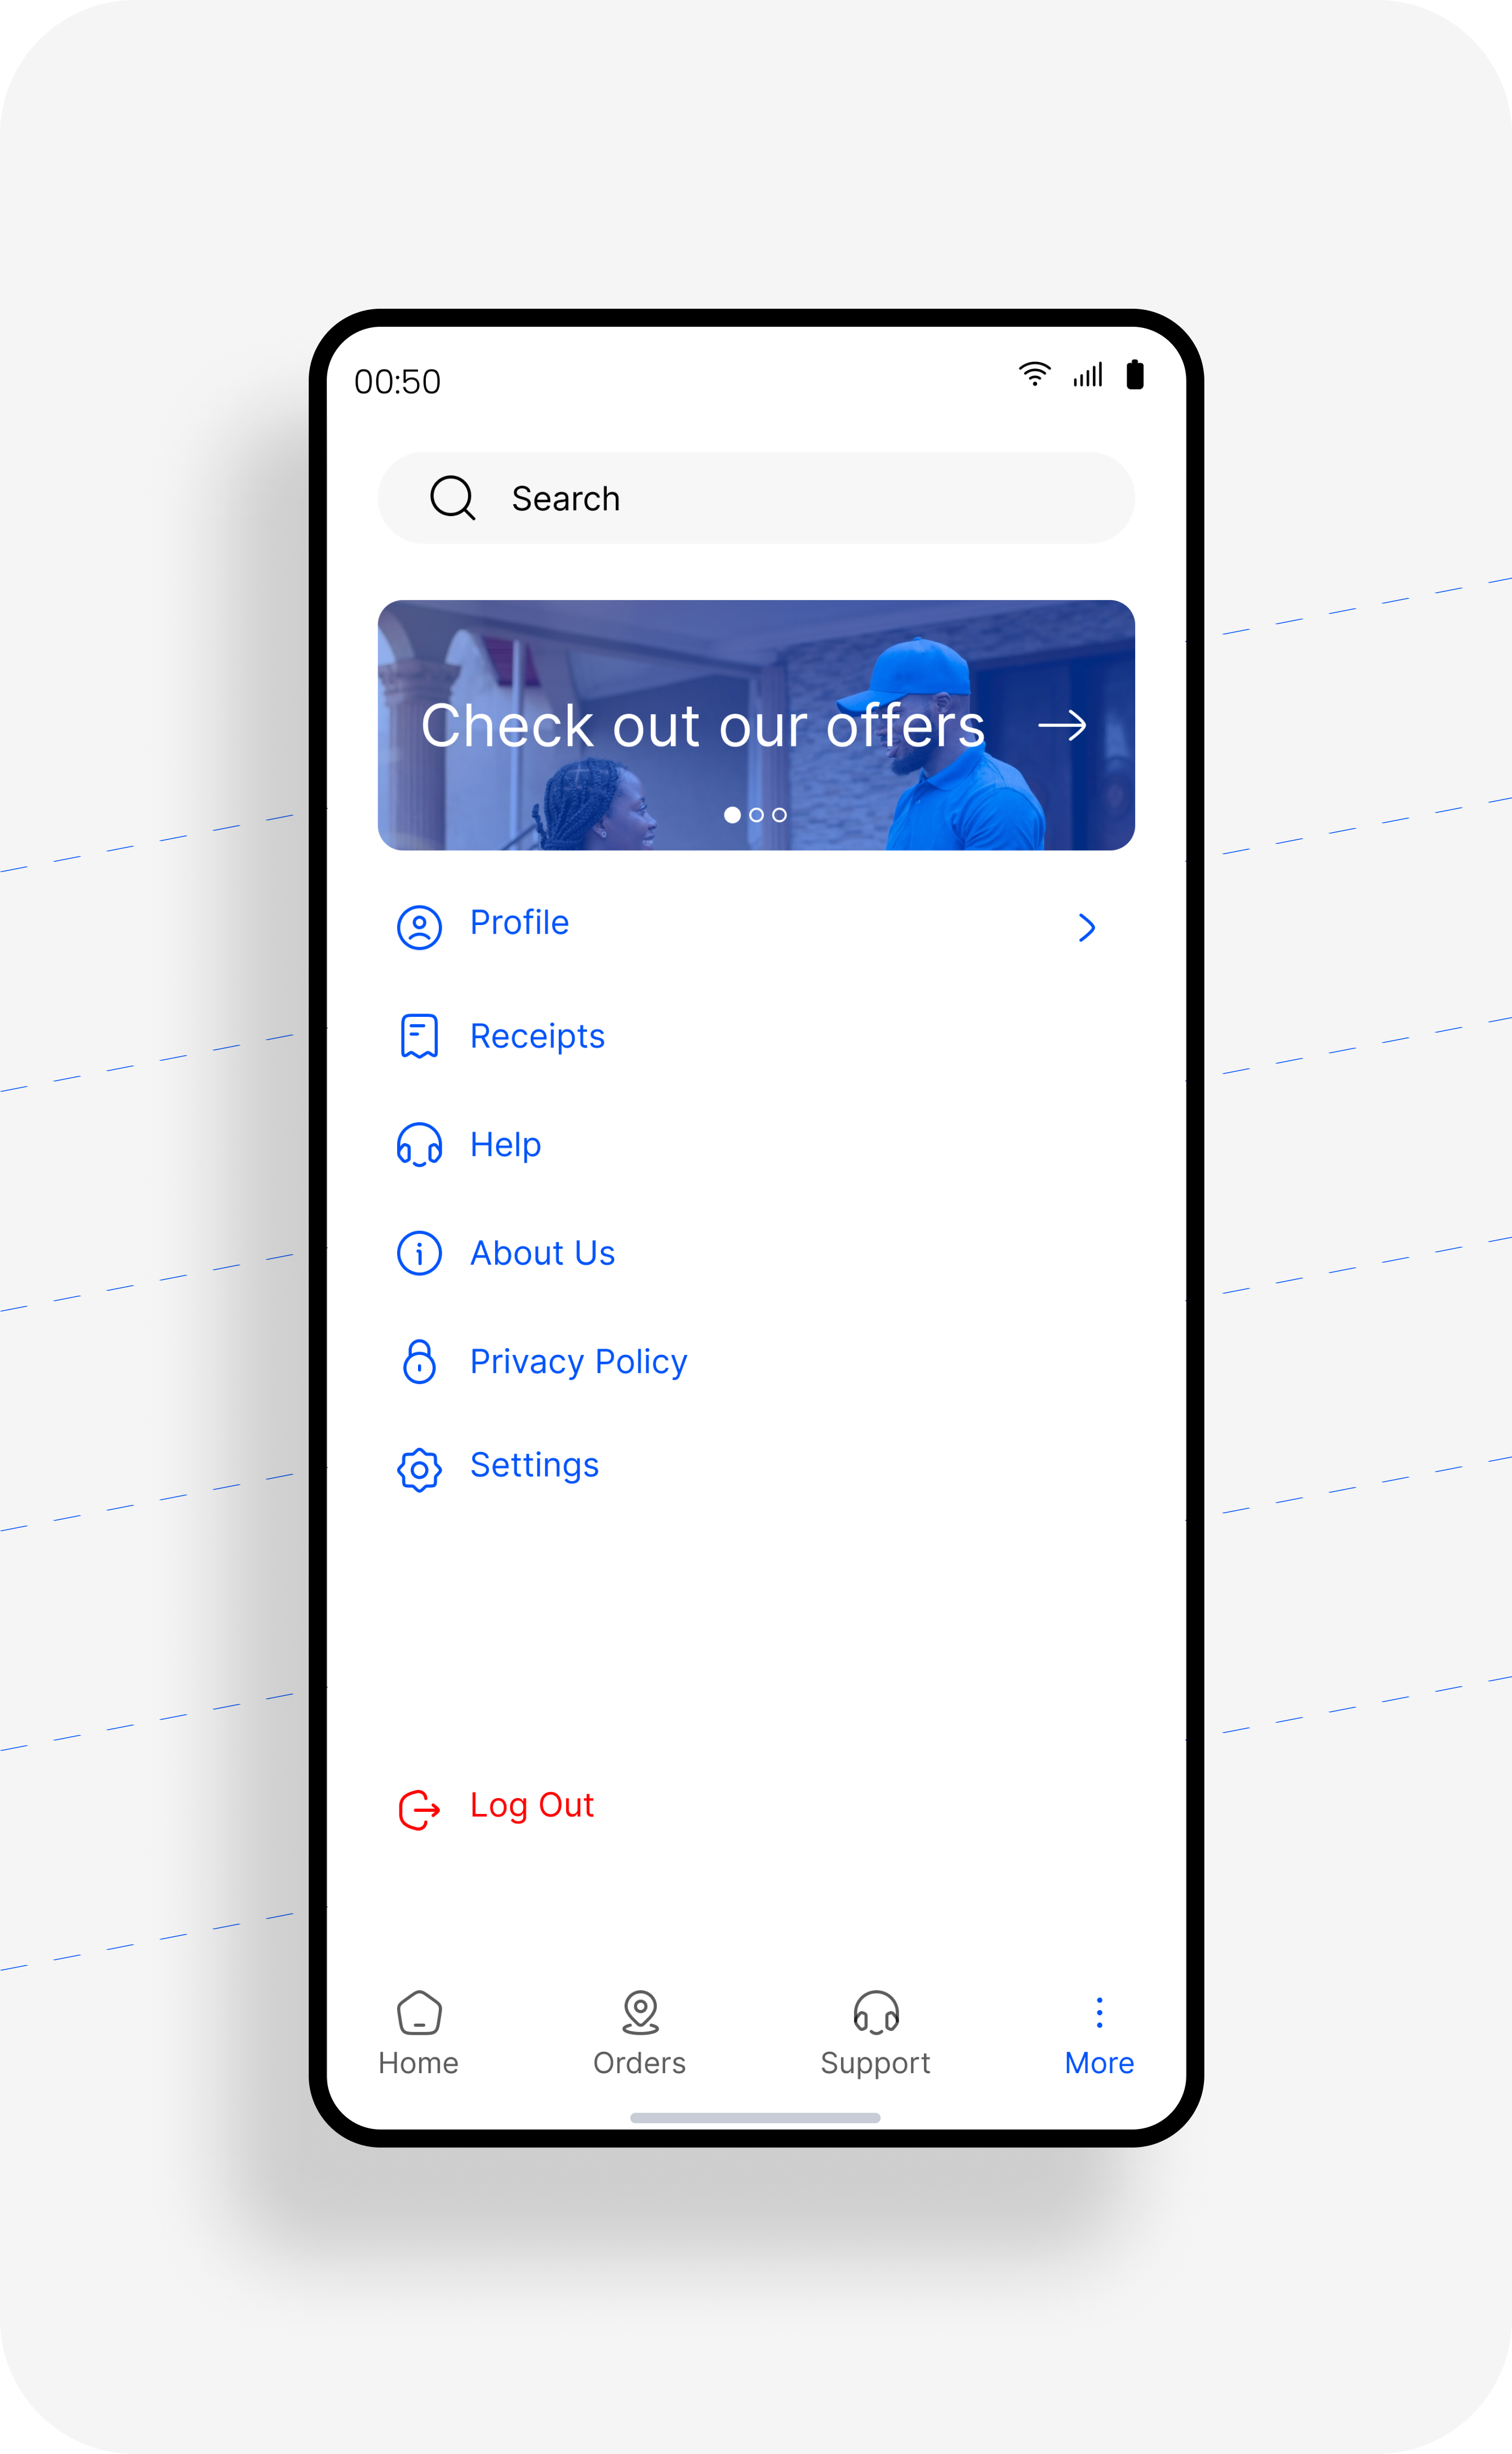 00:50
Search
Check out our offers
Profile
Receipts
Help
About Us
Privacy Policy
Settings
Log Out
Home Orders Support More